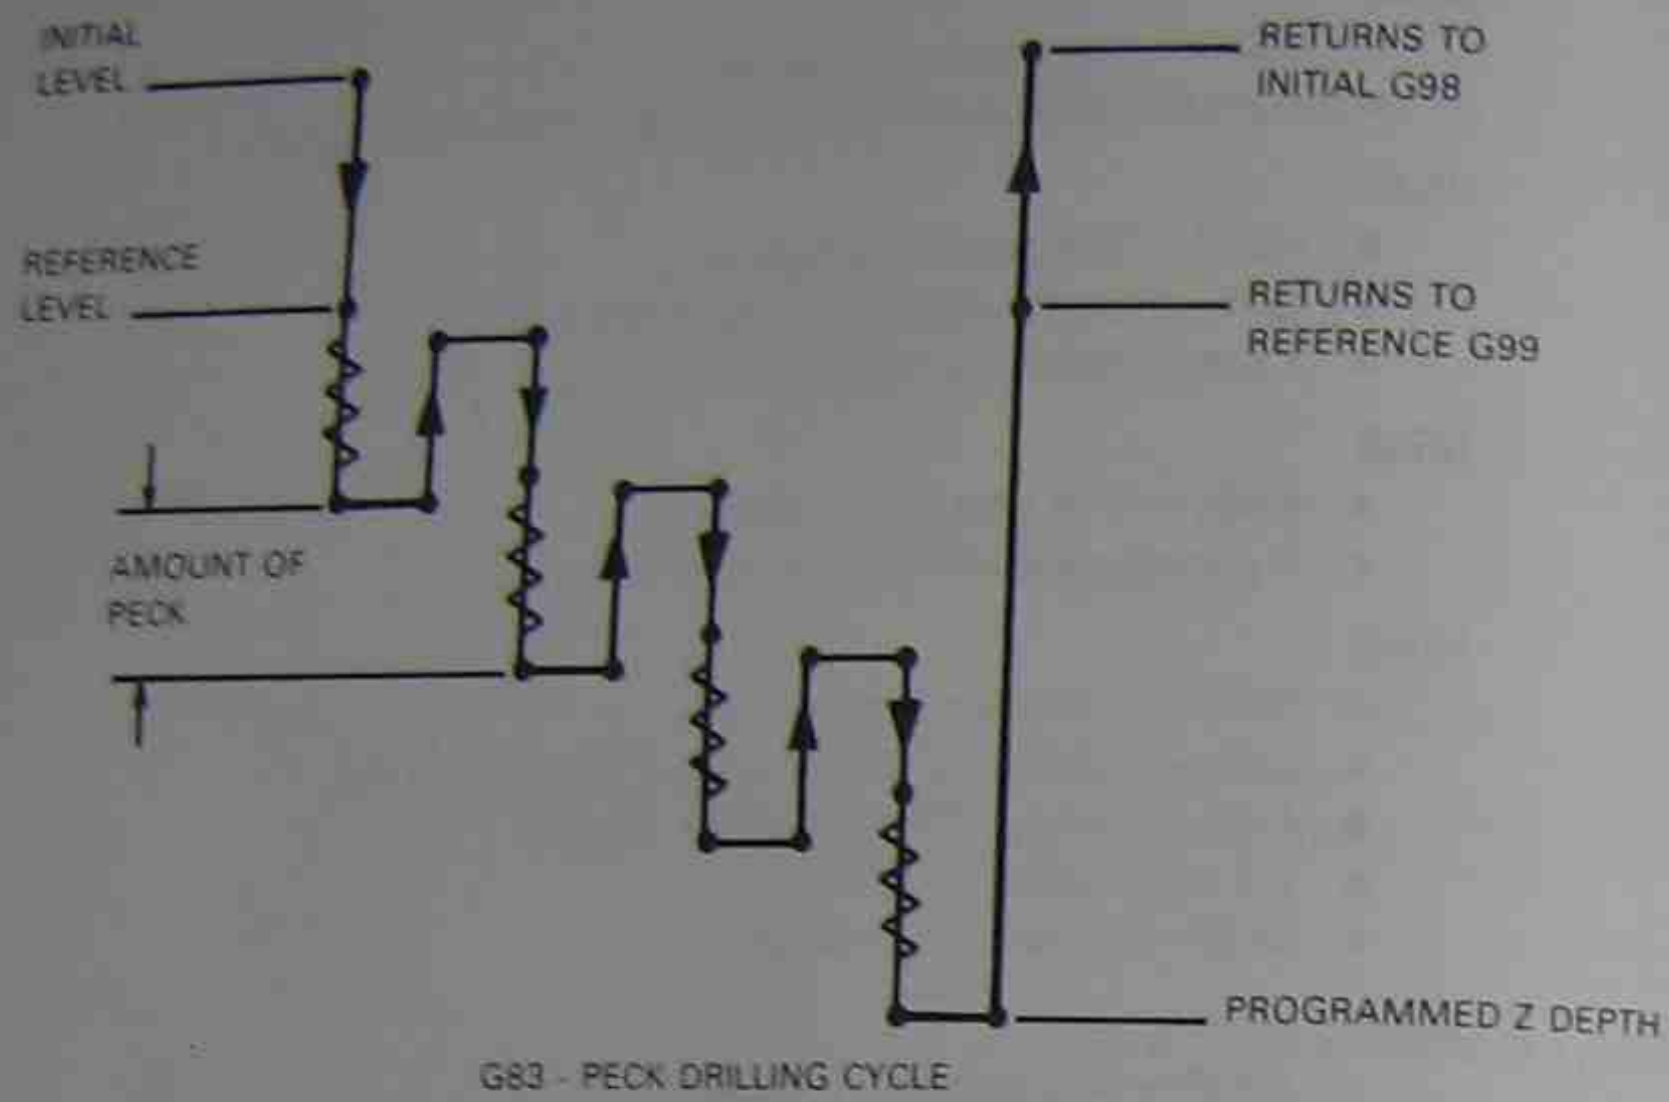 INITIAL
LEVEL
RETURNS TO
INITIAL G98
REFERENCE
LEVEL
RETURNS TO
REFERENCE G99
AMOUNT OF
PECK
PROGRAMMED Z DEPTH
G83 - PECK DRILLING CYCLE